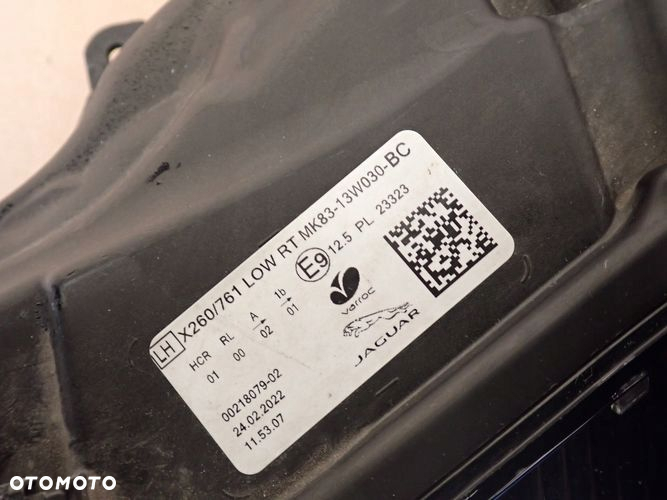 LH X260/761 LOW RT MK83-13W030-BC
HCR RL A 1b
01 00 02 01
E9 12.5 PL 23323
varroc
JAGUAR
00218079-02
24.02.2022
11.53.07
OTOMOTO
OTOMOTO